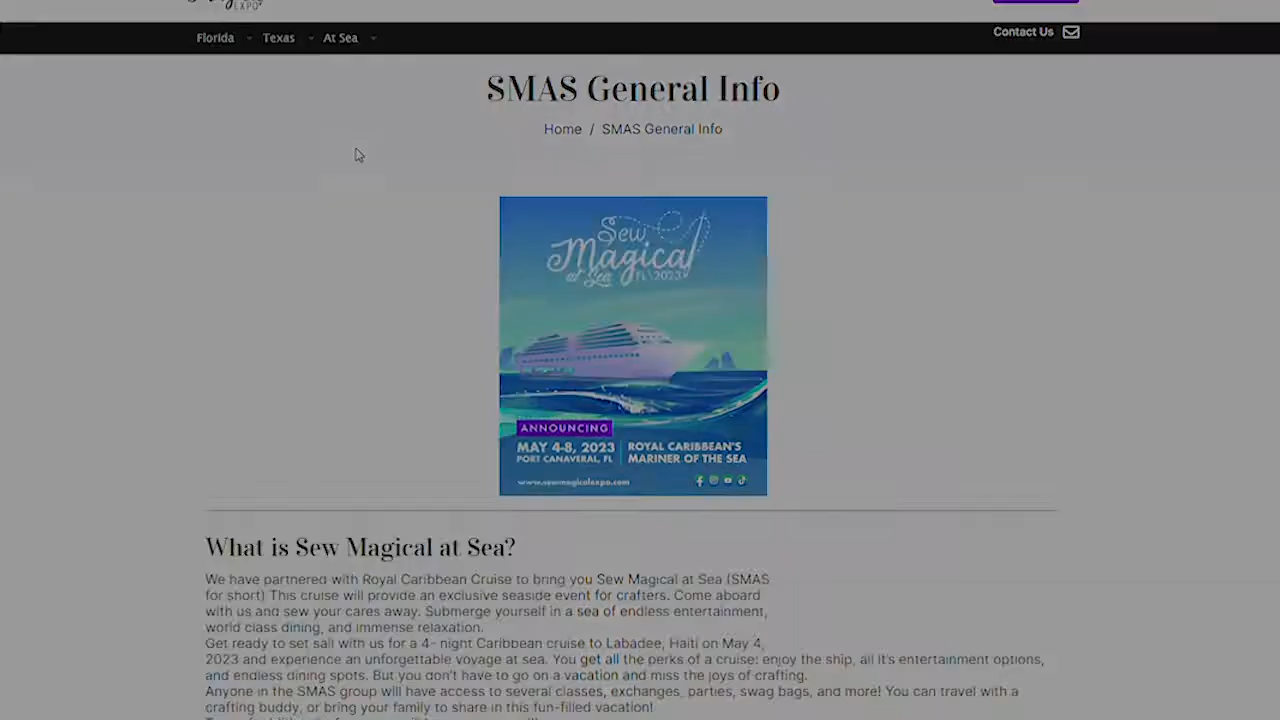 EXPO
Florida
Texas
At Sea
Contact Us
SMAS General Info
Home / SMAS General Info
Sew
Magical
at Sea FL\2023
ANNOUNCING
MAY 4-8, 2023
PORT CANAVERAL, FL
ROYAL CARIBBEAN'S
MARINER OF THE SEA
www.sewmagicalexpo.com
What is Sew Magical at Sea?
We have partnered with Royal Caribbean Cruise to bring you Sew Magical at Sea (SMAS
for short) This cruise will provide an exclusive seaside event for crafters. Come aboard
with us and sew your cares away. Submerge yourself in a sea of endless entertainment,
world class dining, and immense relaxation.
Get ready to set sail with us for a 4- night Caribbean cruise to Labadee, Haiti on May 4,
2023 and experience an unforgettable voyage at sea. You get all the perks of a cruise: enjoy the ship, all it's entertainment options,
and endless dining spots. But you don't have to go on a vacation and miss the joys of crafting.
Anyone in the SMAS group will have access to several classes, exchanges, parties, swag bags, and more! You can travel with a
crafting buddy, or bring your family to share in this fun-filled vacation!